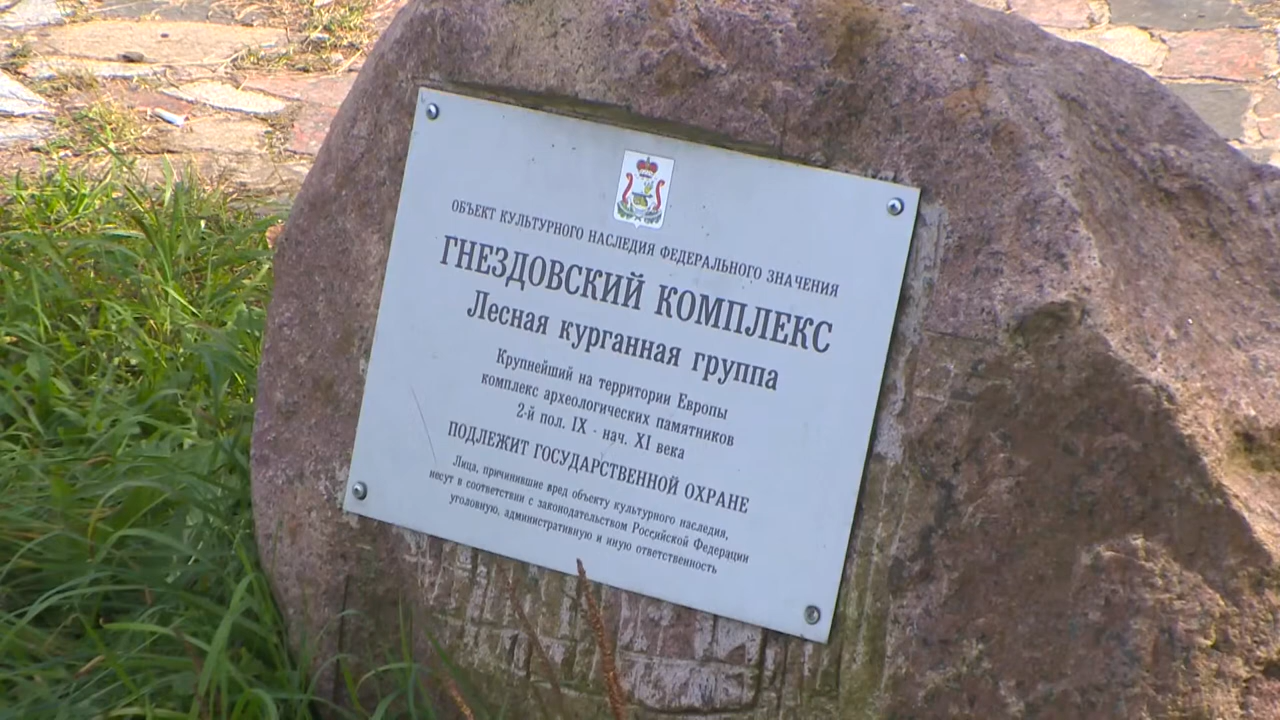 ОБЪЕКТ КУЛЬТУРНОГО НАСЛЕДИЯ ФЕДЕРАЛЬНОГО ЗНАЧЕНИЯ
ГНЕЗДОВСКИЙ КОМПЛЕКС
Лесная курганная группа
Крупнейший на территории Европы
комплекс археологических памятников
2-й пол. IX - нач. XI века
ПОДЛЕЖИТ ГОСУДАРСТВЕННОЙ ОХРАНЕ
Лица, причинившие вред объекту культурного наследия,
несут в соответствии с законодательством Российской Федерации
уголовную, административную и иную ответственность